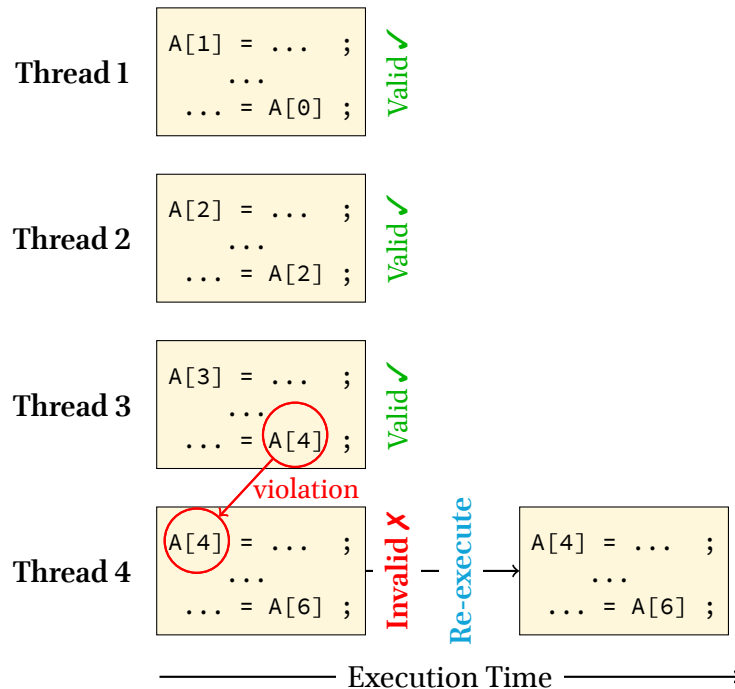 Thread 1
A[1] = ... ;
...
... = A[0] ;
Valid ✓
Thread 2
A[2] = ... ;
...
... = A[2] ;
Valid ✓
Thread 3
A[3] = ... ;
...
... = A[4] ;
Valid ✓
violation
Thread 4
A[4] = ... ;
...
... = A[6] ;
Invalid ✗
Re-execute
A[4] = ... ;
...
... = A[6] ;
Execution Time